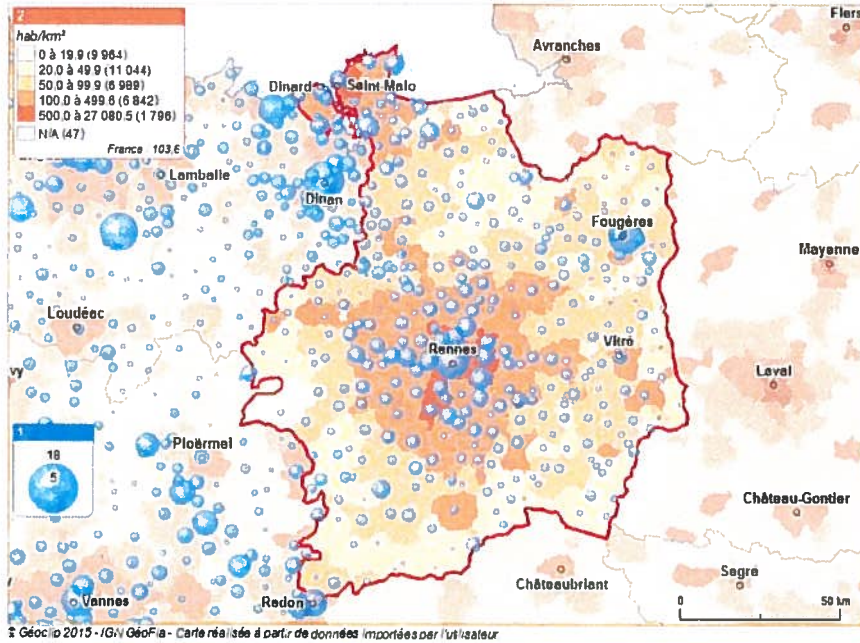 2
hab/km²
0 à 19.9 (9 964)
20.0 à 49.9 (11 044)
50.0 à 99.9 (6 989)
100.0 à 499.6 (6 842)
500.0 à 27 080.5 (1 796)
N/A (47)
France : 103,6
Flers
Avranches
Dinard
Saint-Malo
Lamballe
Dinan
Fougères
Mayenne
Loudéac
Rennes
Vitré
Laval
vy
1
18
5
Ploërmel
Château-Gontier
Châteaubriant
Segré
Vannes
Redon
0
50 km
Géoclip 2015 - IGN GéoFla - Carte réalisée à partir de données importées par l'utilisateur